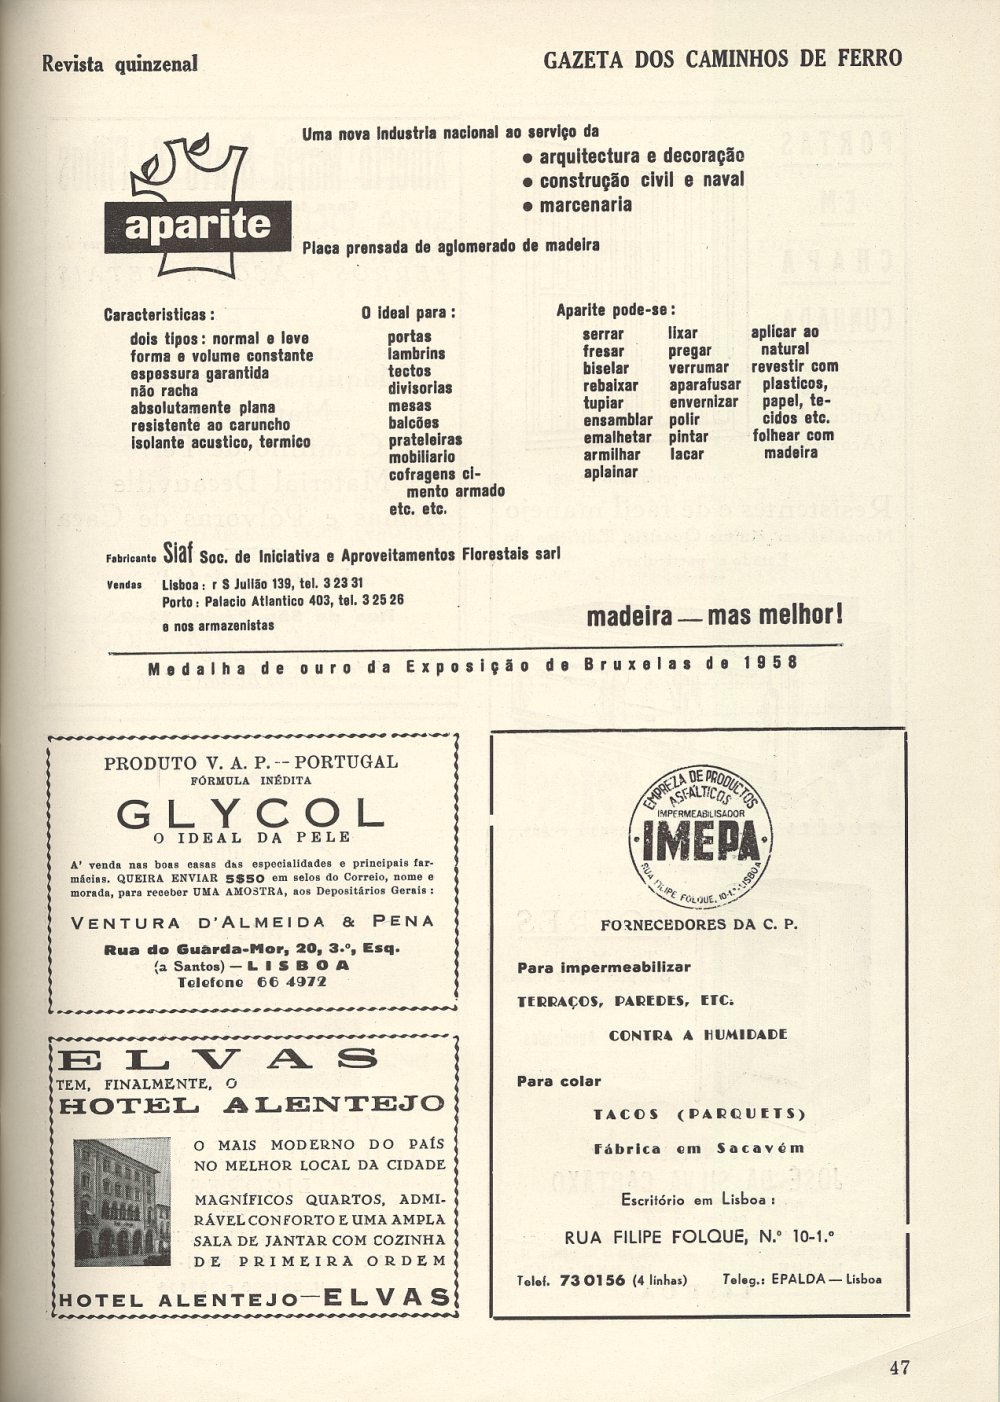 Revista quinzenal
GAZETA DOS CAMINHOS DE FERRO
aparite
Uma nova industria nacional ao serviço da
● arquitectura e decoração
● construção civil e naval
● marcenaria
Placa prensada de aglomerado de madeira
Caracteristicas :
dois tipos : normal e leve
forma e volume constante
espessura garantida
não racha
absolutamente plana
resistente ao caruncho
isolante acustico, termico
O ideal para :
portas
lambrins
tectos
divisorias
mesas
balcões
prateleiras
mobiliario
cofragens ci-
mento armado
etc. etc.
Aparite pode-se :
serrar
fresar
biselar
rebaixar
tupiar
ensamblar
emalhetar
armilhar
aplainar
lixar
pregar
verrumar
aparafusar
envernizar
polir
pintar
lacar
aplicar ao
natural
revestir com
plasticos,
papel, te-
cidos etc.
folhear com
madeira
Fabricante Siaf Soc. de Iniciativa e Aproveitamentos Florestais sarl
Vendas Lisboa : r S Julião 139, tel. 3 23 31
Porto : Palacio Atlantico 403, tel. 3 25 26
e nos armazenistas
madeira — mas melhor!
Medalha de ouro da Exposição de Bruxelas de 1958
PRODUTO V. A. P. -- PORTUGAL
FÓRMULA INÉDITA
GLYCOL
O IDEAL DA PELE
A' venda nas boas casas das especialidades e principais far-
mácias. QUEIRA ENVIAR 5$50 em selos do Correio, nome e
morada, para receber UMA AMOSTRA, aos Depositários Gerais :
VENTURA D'ALMEIDA & PENA
Rua do Guarda-Mor, 20, 3.º, Esq.
(a Santos) — LISBOA
Telefone 66 4972
ELVAS
TEM, FINALMENTE, O
HOTEL ALENTEJO
O MAIS MODERNO DO PAÍS
NO MELHOR LOCAL DA CIDADE
MAGNÍFICOS QUARTOS, ADMI-
RÁVEL CONFORTO E UMA AMPLA
SALA DE JANTAR COM COZINHA
DE PRIMEIRA ORDEM
HOTEL ALENTEJO—ELVAS
EMPREZA DE PRODUCTOS
ASFÁLTICOS
IMPERMEABILISADOR
IMEPA
RUA FILIPE FOLQUE, 10-1.º-LISBOA
FORNECEDORES DA C. P.
Para impermeabilizar
TERRAÇOS, PAREDES, ETC.
CONTRA A HUMIDADE
Para colar
TACOS (PARQUETS)
Fábrica em Sacavém
Escritório em Lisboa :
RUA FILIPE FOLQUE, N.º 10-1.º
Telef. 730156 (4 linhas) Teleg.: EPALDA — Lisboa
47